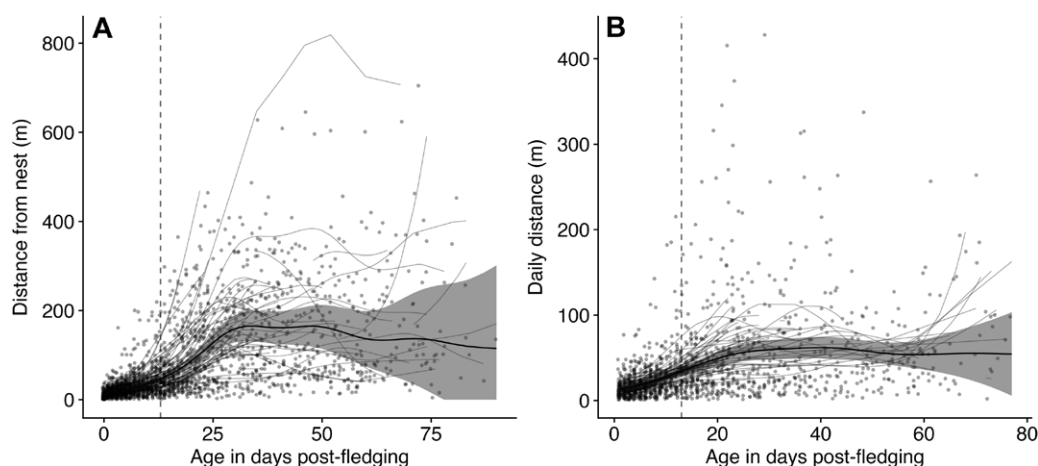 A
Distance from nest (m)
800
600
400
200
0
0 25 50 75
Age in days post-fledging
B
Daily distance (m)
400
300
200
100
0
0 20 40 60 80
Age in days post-fledging